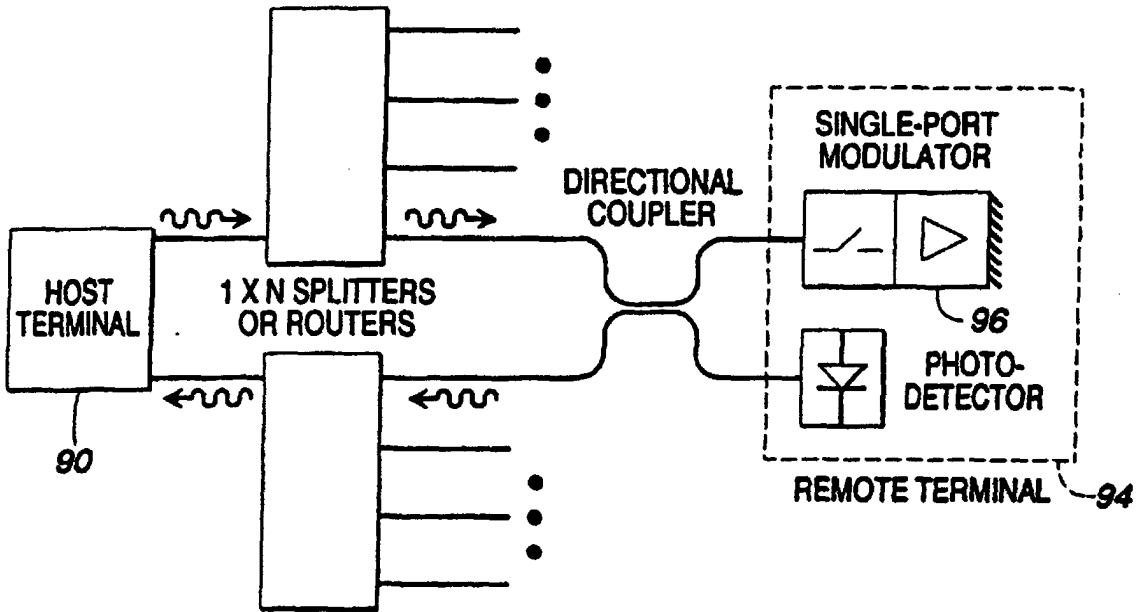 SINGLE-PORT
MODULATOR
DIRECTIONAL
COUPLER
HOST
TERMINAL
1 X N SPLITTERS
OR ROUTERS
96
PHOTO-
DETECTOR
90
REMOTE TERMINAL
94